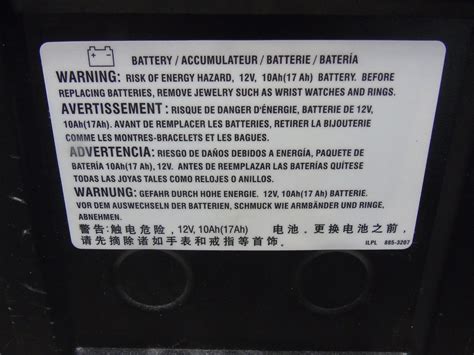 BATTERY / ACCUMULATEUR / BATTERIE / BATERÍA
WARNING: RISK OF ENERGY HAZARD, 12V, 10Ah(17 Ah) BATTERY. BEFORE
REPLACING BATTERIES, REMOVE JEWELRY SUCH AS WRIST WATCHES AND RINGS.
AVERTISSEMENT: RISQUE DE DANGER D'ÉNERGIE, BATTERIE DE 12V,
10Ah(17Ah). AVANT DE REMPLACER LES BATTERIES, RETIRER LA BIJOUTERIE
COMME LES MONTRES-BRACELETS ET LES BAGUES.
ADVERTENCIA: RIESGO DE DAÑOS DEBIDOS A ENERGÍA, PAQUETE DE
BATERÍA 10Ah(17 Ah), 12V. ANTES DE REEMPLAZAR LAS BATERÍAS QUÍTESE
TODAS LAS JOYAS TALES COMO RELOJES O ANILLOS.
WARNUNG: GEFAHR DURCH HOHE ENERGIE. 12V, 10Ah(17Ah) BATTERIE.
VOR DEM AUSWECHSELN DER BATTERIEN, SCHMUCK WIE ARMBÄNDER UND RINGE,
ABNEHMEN.
警告: 触电危险, 12V, 10Ah(17Ah) 电池. 更换电池之前,
请先摘除诸如手表和戒指等首饰.
ILPL 885-3207